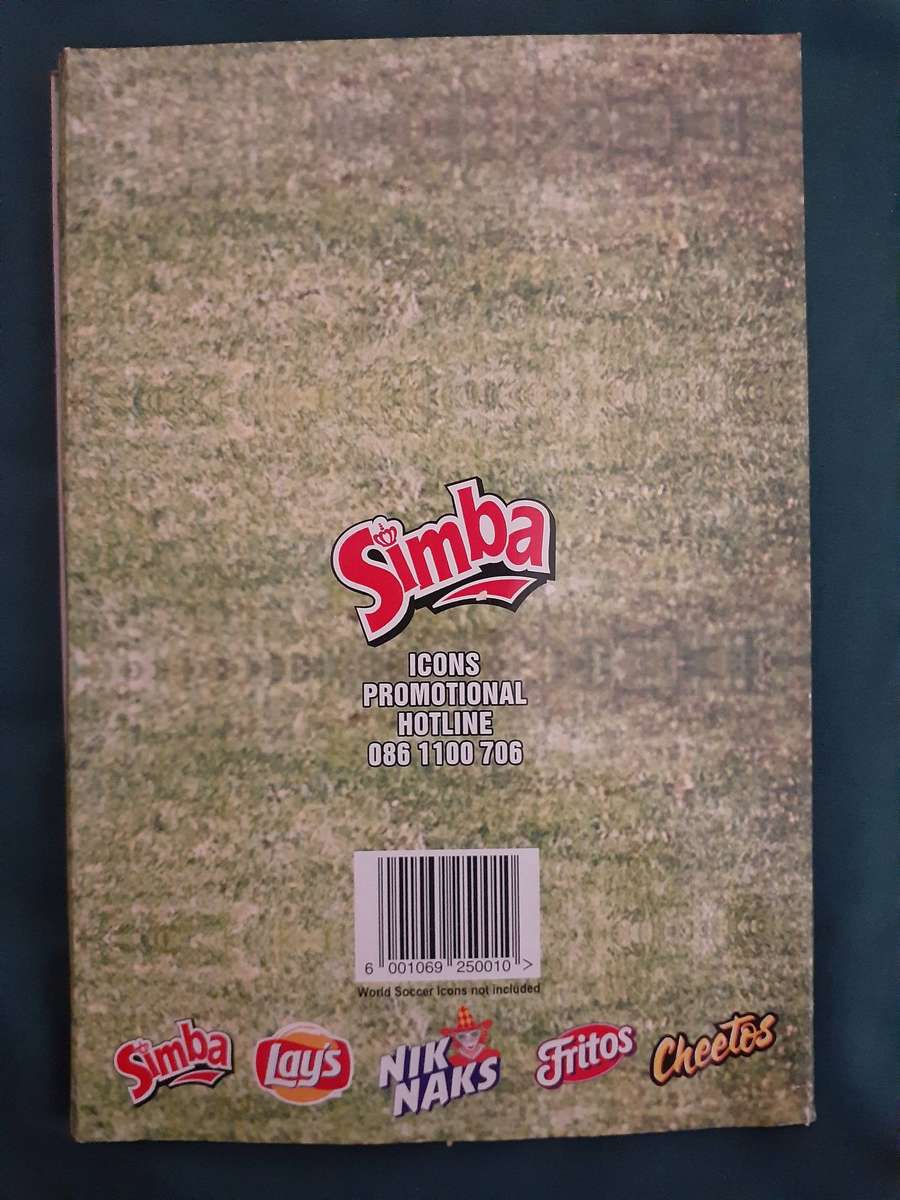 Simba
ICONS
PROMOTIONAL
HOTLINE
086 1100 706
6 001069 250010 >
World Soccer Icons not included
Simba
Lay's
NIK
NAKS
Fritos
Cheetos